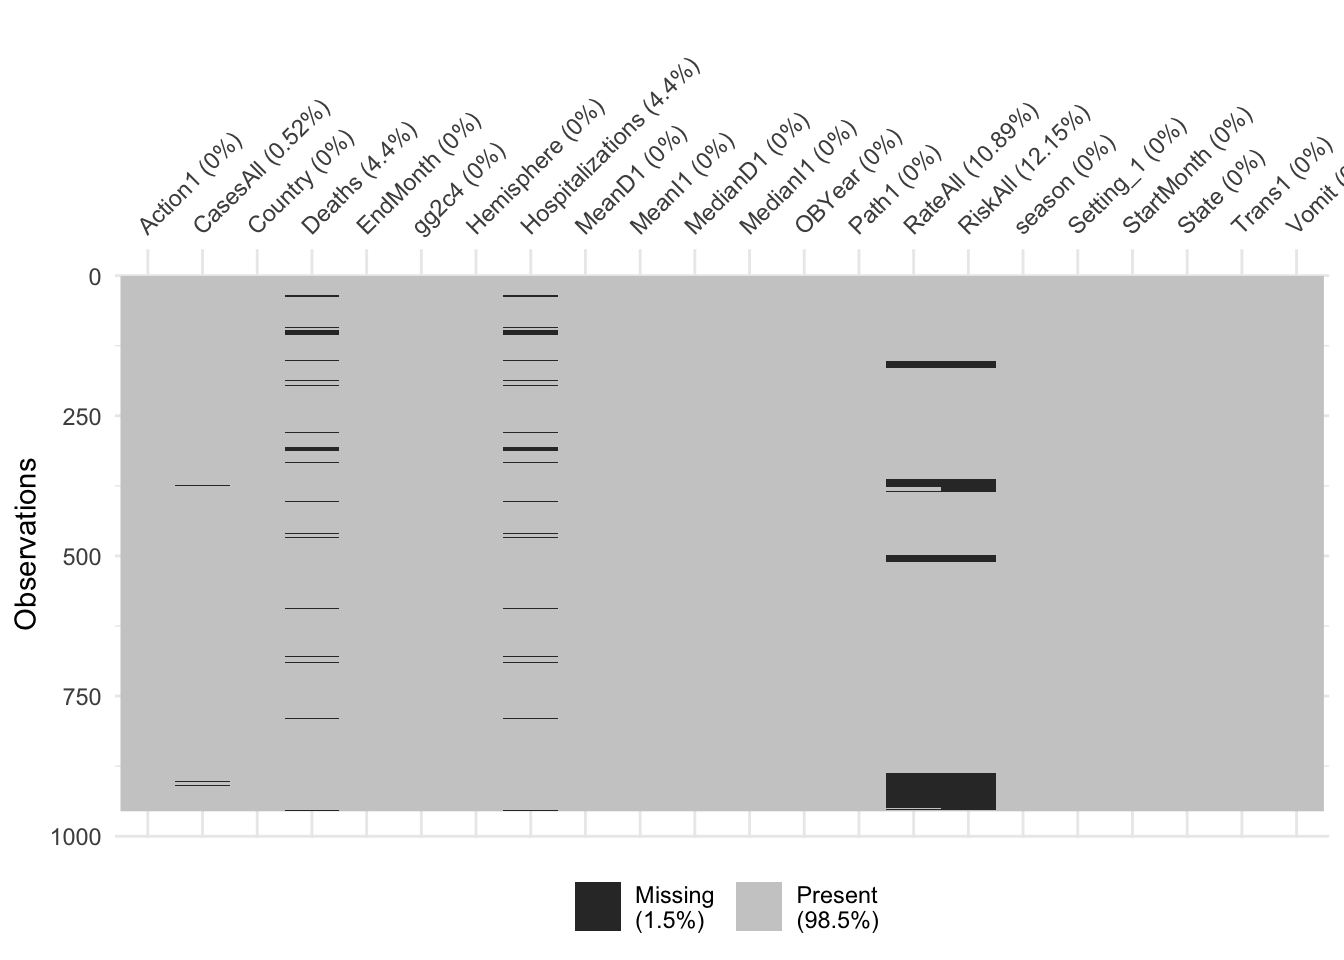 Action1 (0%)
CasesAll (0.52%)
Country (0%)
Deaths (4.4%)
EndMonth (0%)
gg2c4 (0%)
Hemisphere (0%)
Hospitalizations (4.4%)
MeanD1 (0%)
MeanI1 (0%)
MedianD1 (0%)
MedianI1 (0%)
OBYear (0%)
Path1 (0%)
RateAll (10.89%)
RiskAll (12.15%)
season (0%)
Setting_1 (0%)
StartMonth (0%)
State (0%)
Trans1 (0%)
Vomit
Observations
0
250
500
750
1000
Missing
(1.5%)
Present
(98.5%)